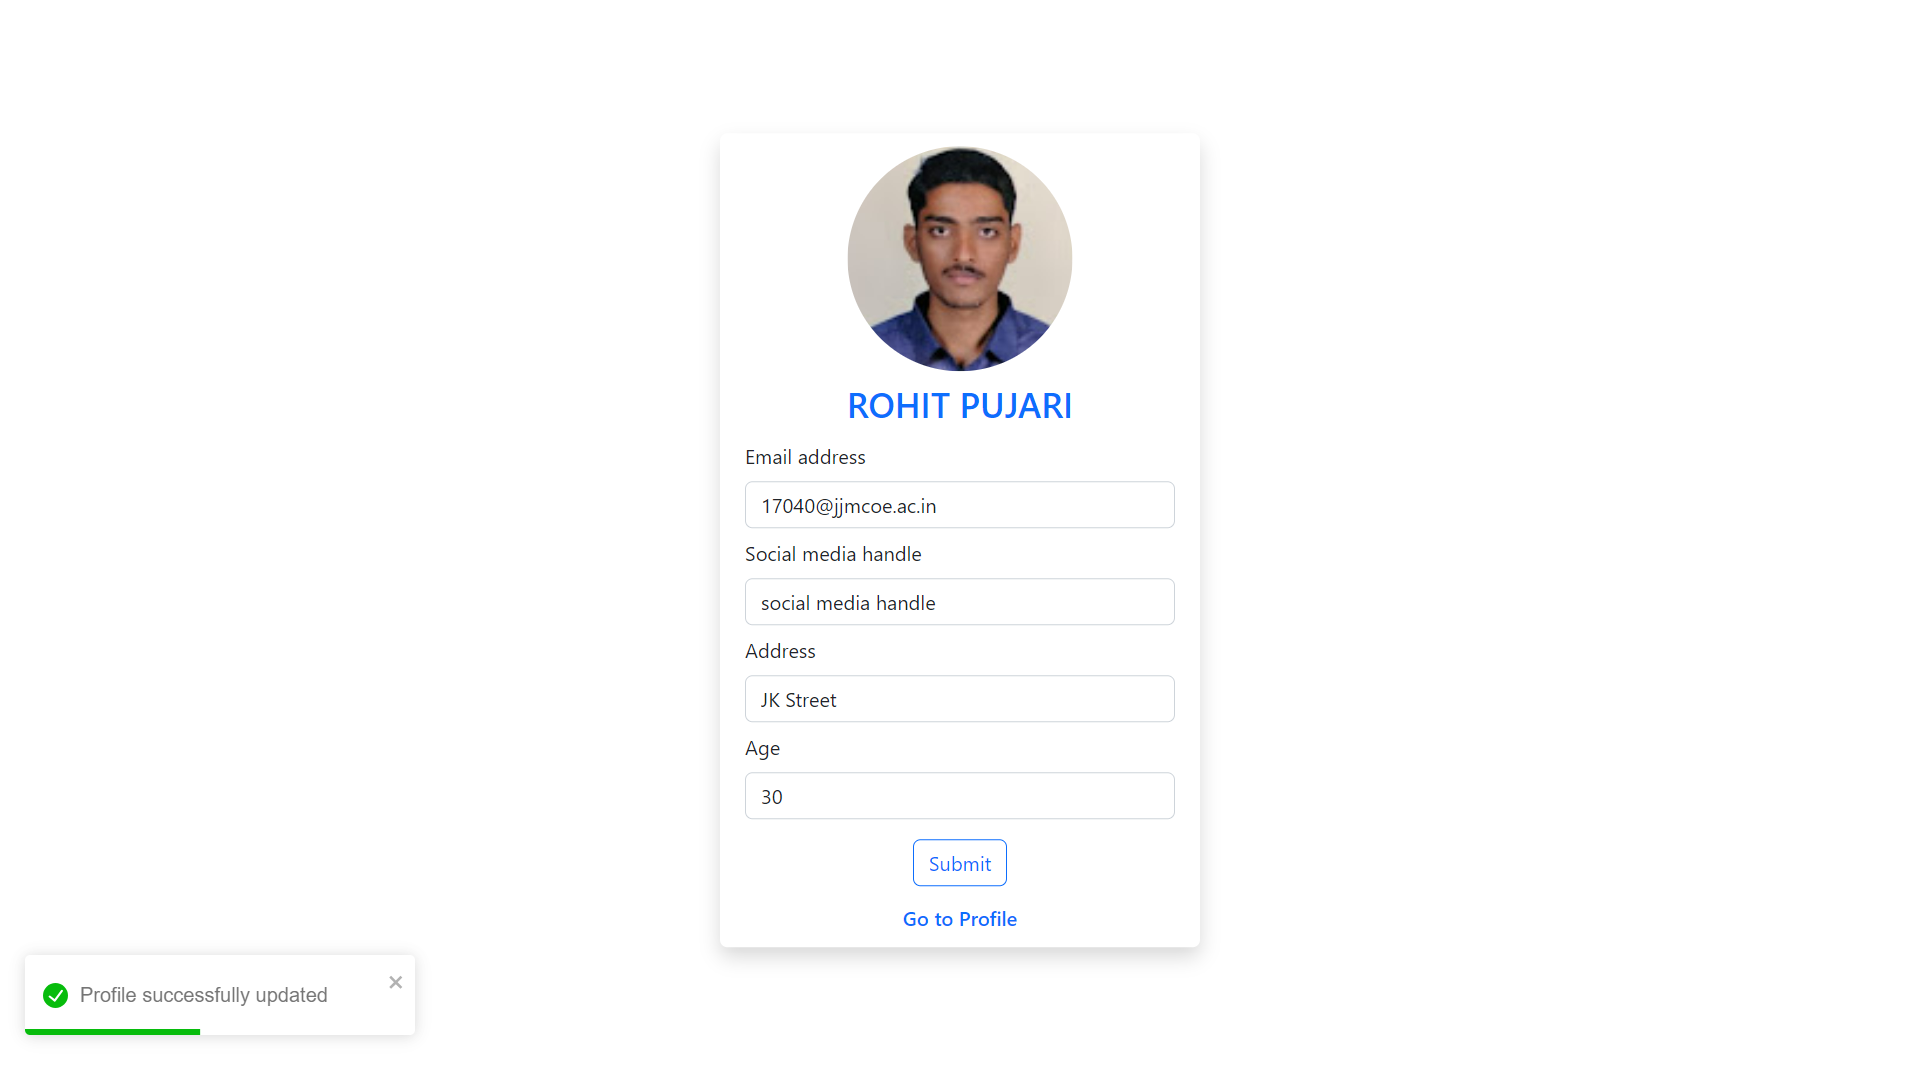 ROHIT PUJARI
Email address
17040@jjmcoe.ac.in
Social media handle
social media handle
Address
JK Street
Age
30
Submit
Go to Profile
Profile successfully updated